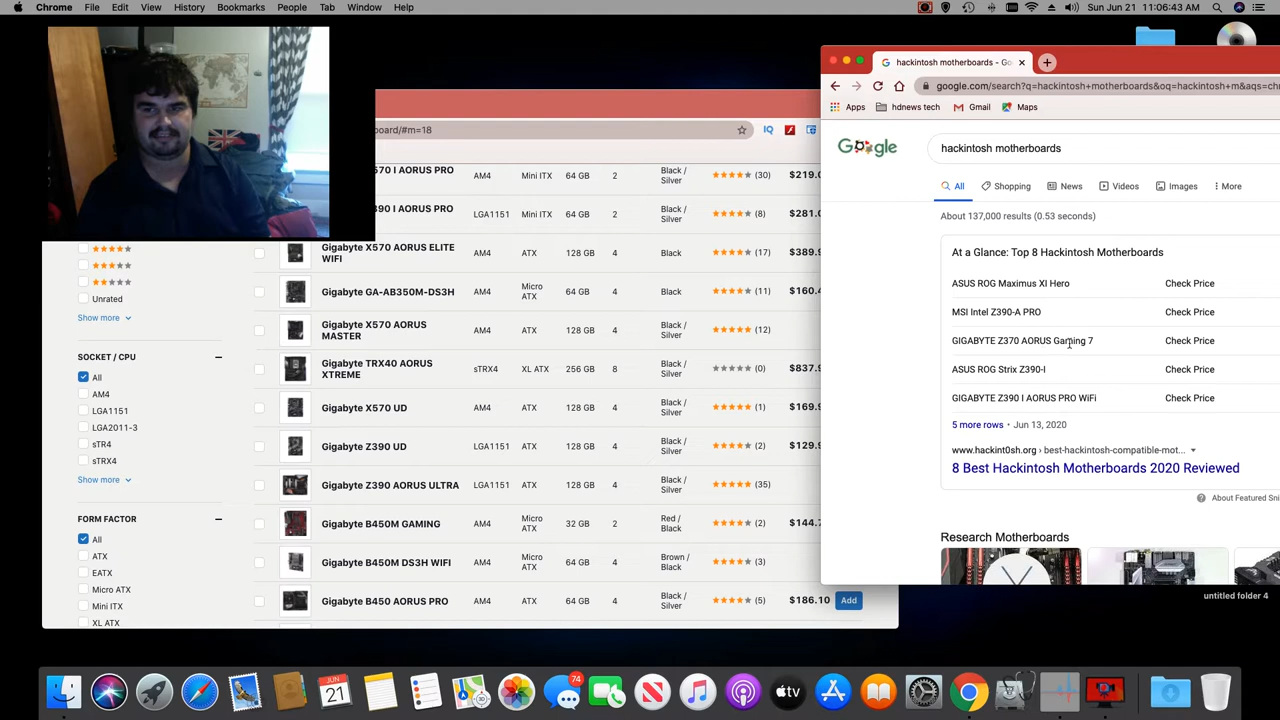 Chrome File Edit View History Bookmarks People Tab Window Help Sun Jun 21 11:06:43 AM
hackintosh motherboards - Go
google.com/search?q=hackintosh+motherboards&oq=hackintosh+m&aqs=ch
Apps hdnews tech Gmail Maps
Google hackintosh motherboards
All Shopping News Videos Images More
About 137,000 results (0.53 seconds)
At a Glance: Top 8 Hackintosh Motherboards
ASUS ROG Maximus XI Hero Check Price
MSI Intel Z390-A PRO Check Price
GIGABYTE Z370 AORUS Gaming 7 Check Price
ASUS ROG Strix Z390-I Check Price
GIGABYTE Z390 I AORUS PRO WiFi Check Price
5 more rows • Jun 13, 2020
www.hackint0sh.org › best-hackintosh-compatible-mot...
8 Best Hackintosh Motherboards 2020 Reviewed
About Featured Sni
Research Motherboards
untitled folder 4
board/#m=18
570 I AORUS PRO AM4 Mini ITX 64 GB 2 Black / Silver (30) $219.0
390 I AORUS PRO LGA1151 Mini ITX 64 GB 2 Black / Silver (8) $281.0
Gigabyte X570 AORUS ELITE WIFI AM4 ATX 128 GB 4 Black (17) $389.9
Gigabyte GA-AB350M-DS3H AM4 Micro ATX 64 GB 4 Black (11) $160.4
Gigabyte X570 AORUS MASTER AM4 ATX 128 GB 4 Black / Silver (12)
Gigabyte TRX40 AORUS XTREME sTRX4 XL ATX 256 GB 8 Black / Silver (0) $837.9
Gigabyte X570 UD AM4 ATX 128 GB 4 Black / Silver (1) $169.9
Gigabyte Z390 UD LGA1151 ATX 128 GB 4 Black / Silver (2) $129.9
Gigabyte Z390 AORUS ULTRA LGA1151 ATX 128 GB 4 Black / Silver (35)
Gigabyte B450M GAMING AM4 Micro ATX 32 GB 2 Red / Black (2) $144.7
Gigabyte B450M DS3H WIFI AM4 Micro ATX 64 GB 4 Brown / Black (3)
Gigabyte B450 AORUS PRO AM4 ATX 64 GB 4 Black / Silver (5) $186.10 Add
Unrated
Show more
SOCKET / CPU
All
AM4
LGA1151
LGA2011-3
sTR4
sTRX4
Show more
FORM FACTOR
All
ATX
EATX
Micro ATX
Mini ITX
XL ATX
JUN
21
74
tv